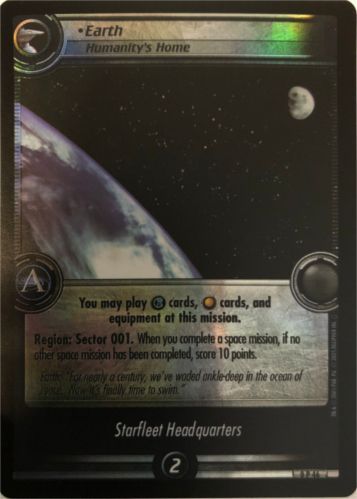 •Earth
Humanity's Home
A
You may play cards, cards, and
equipment at this mission.
Region: Sector 001. When you complete a space mission, if no
other space mission has been completed, score 10 points.
Earth: "For nearly a century, we've waded ankle-deep in the ocean of
space. Now it's finally time to swim."
Starfleet Headquarters
2